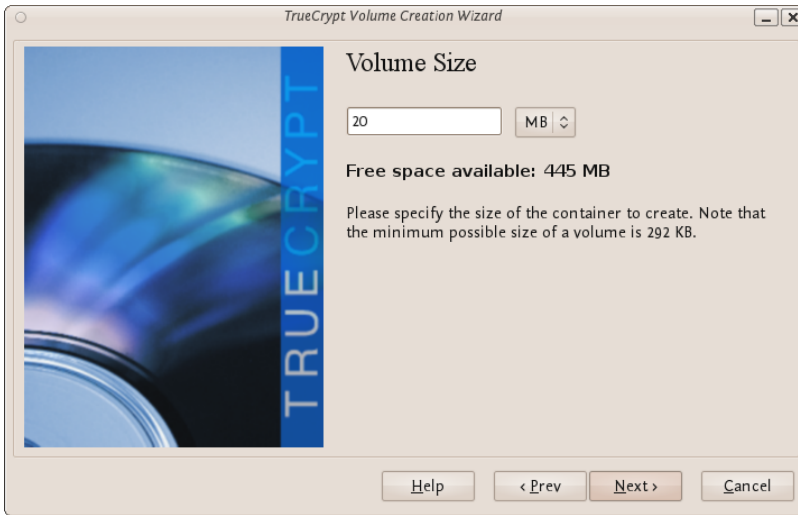 TrueCrypt Volume Creation Wizard
TRUECRYPT
Volume Size
20
MB
Free space available: 445 MB
Please specify the size of the container to create. Note that
the minimum possible size of a volume is 292 KB.
Help
< Prev
Next >
Cancel